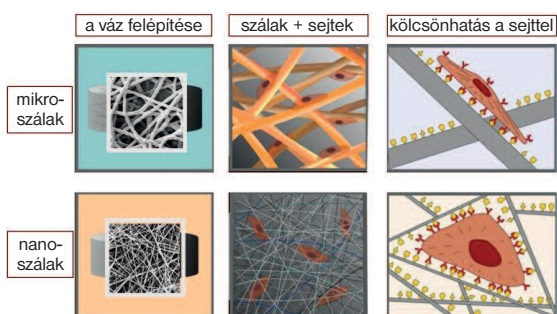 a váz felépítése
szálak + sejtek
kölcsönhatás a sejttel
mikro-
szálak
nano-
szálak